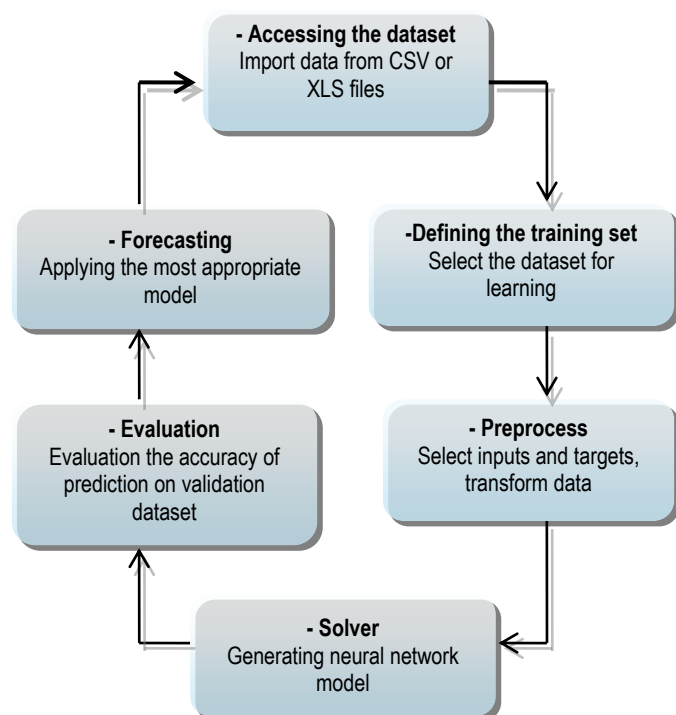 - Accessing the dataset
Import data from CSV or
XLS files
- Forecasting
Applying the most appropriate
model
-Defining the training set
Select the dataset for
learning
- Evaluation
Evaluation the accuracy of
prediction on validation
dataset
- Preprocess
Select inputs and targets,
transform data
- Solver
Generating neural network
model